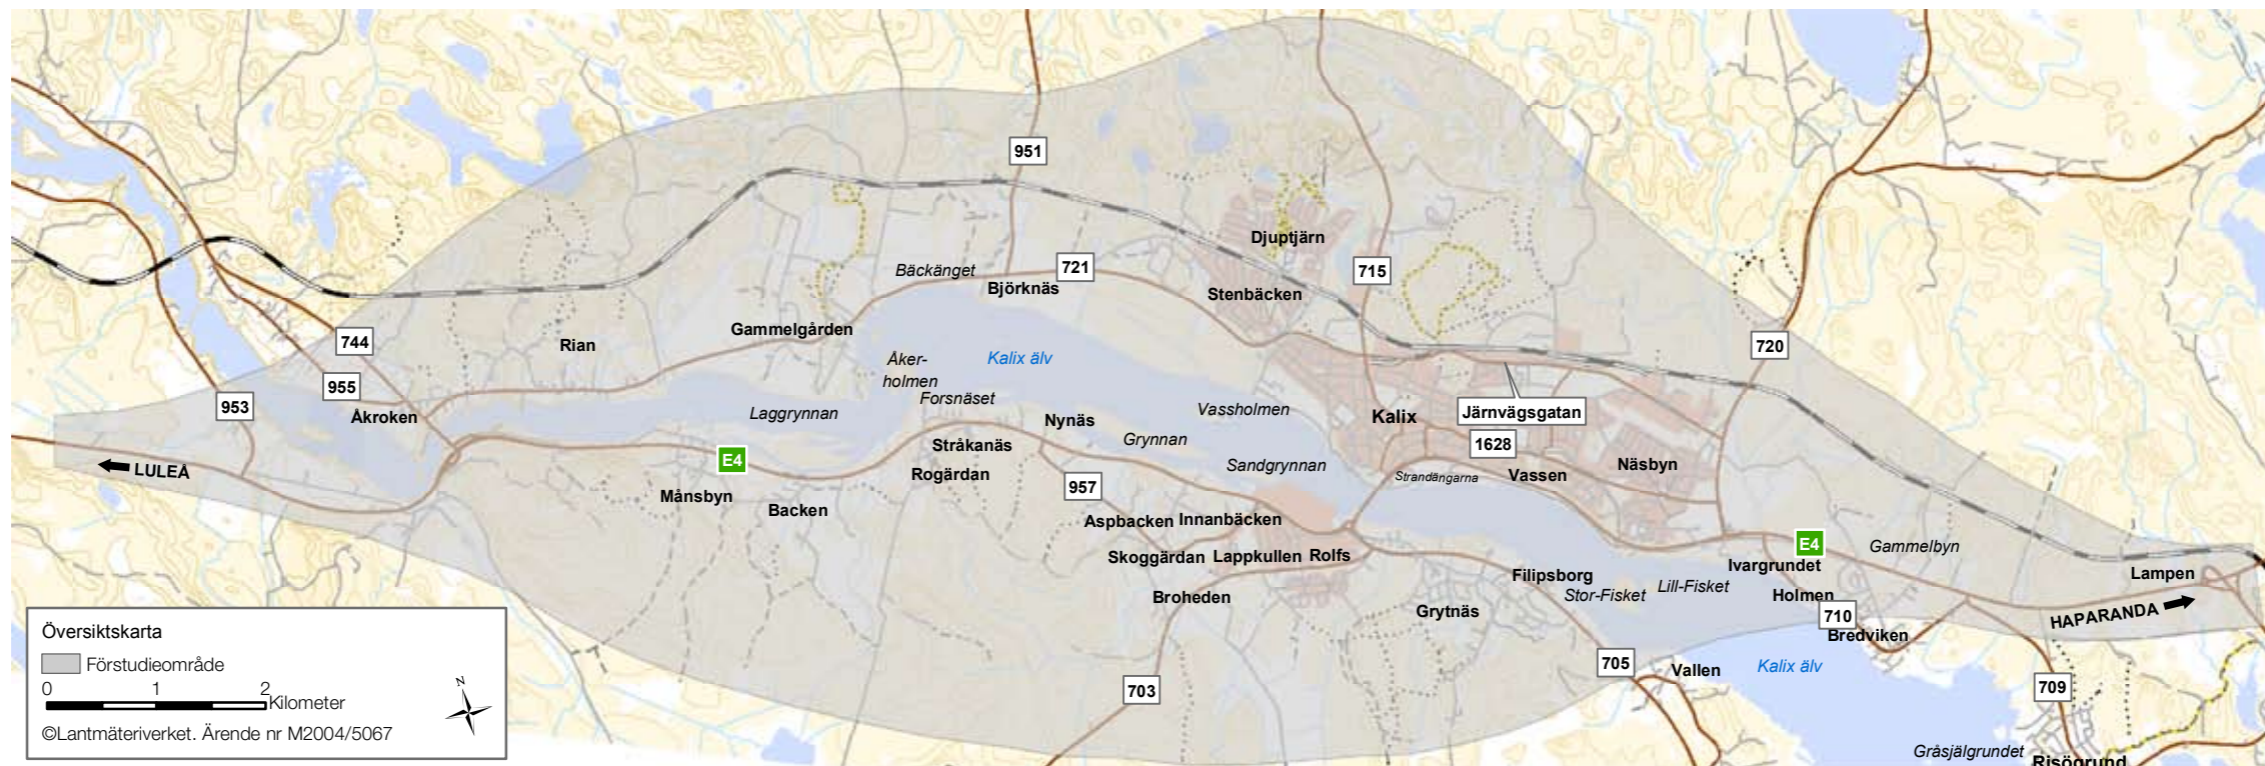 951
Djuptjärn
Bäckänget
721
715
Björknäs
Stenbäcken
Gammelgården
744
Rian
720
Åker-
holmen
Kalix älv
955
Forsnäset
953
Åkroken
Laggrynnan
Vassholmen
Kalix
Järnvägsgatan
Nynäs
Stråkanäs
Grynnan
1628
E4
LULEÅ
Rogärdan
Sandgrynnan
Strandängarna
Vassen
Näsbyn
Månsbyn
957
Backen
Aspbacken
Innanbäcken
E4
Gammelbyn
Skoggärdan
Lappkullen
Rolfs
Ivargrundet
Filipsborg
Stor-Fisket
Lill-Fisket
Lampen
Broheden
Grytnäs
Holmen
710
HAPARANDA
Bredviken
705
Vallen
Kalix älv
703
709
Gråsjälgrundet
Risögrund
Översiktskarta
Förstudieområde
0 1 2
Kilometer
N
©Lantmäteriverket. Ärende nr M2004/5067